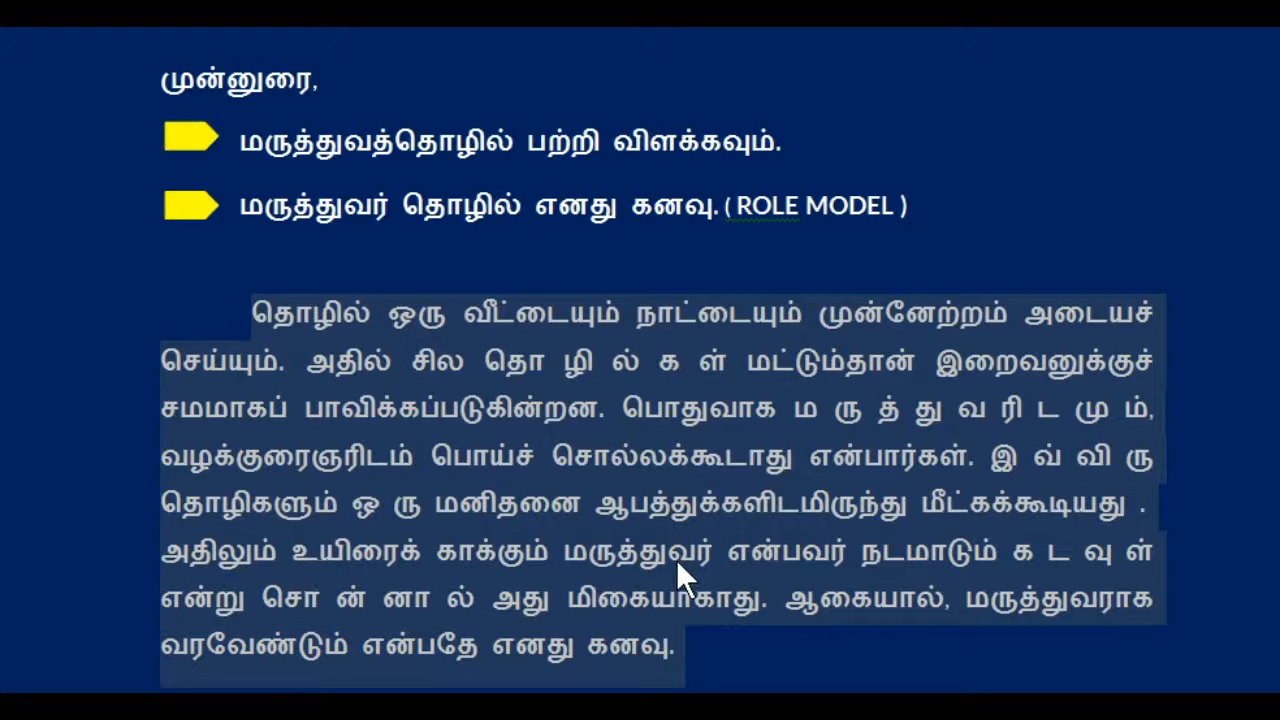 முன்னுரை,
மருத்துவத்தொழில் பற்றி விளக்கவும்.
மருத்துவர் தொழில் எனது கனவு. ( ROLE MODEL )
தொழில் ஒரு வீட்டையும் நாட்டையும் முன்னேற்றம் அடையச்
செய்யும். அதில் சில தொ ழி ல் க ள் மட்டும்தான் இறைவனுக்குச்
சமமாகப் பாவிக்கப்படுகின்றன. பொதுவாக ம ரு த் து வ ரி ட மு ம்,
வழக்குரைஞரிடம் பொய்ச் சொல்லக்கூடாது என்பார்கள். இ வ் வி ரு
தொழிகளும் ஒ ரு மனிதனை ஆபத்துக்களிடமிருந்து மீட்கக்கூடியது .
அதிலும் உயிரைக் காக்கும் மருத்துவர் என்பவர் நடமாடும் க ட வு ள்
என்று சொ ன் னா ல் அது மிகையாகாது. ஆகையால், மருத்துவராக
வரவேண்டும் என்பதே எனது கனவு.